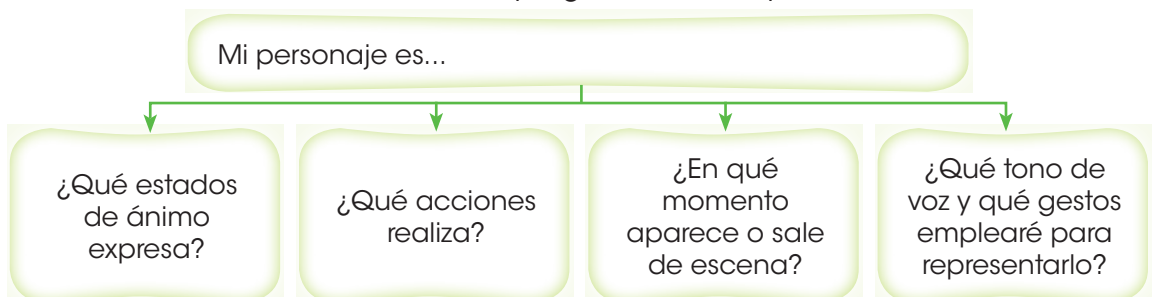 Mi personaje es...
¿Qué estados
de ánimo
expresa?
¿Qué acciones
realiza?
¿En qué
momento
aparece o sale
de escena?
¿Qué tono de
voz y qué gestos
emplearé para
representarlo?